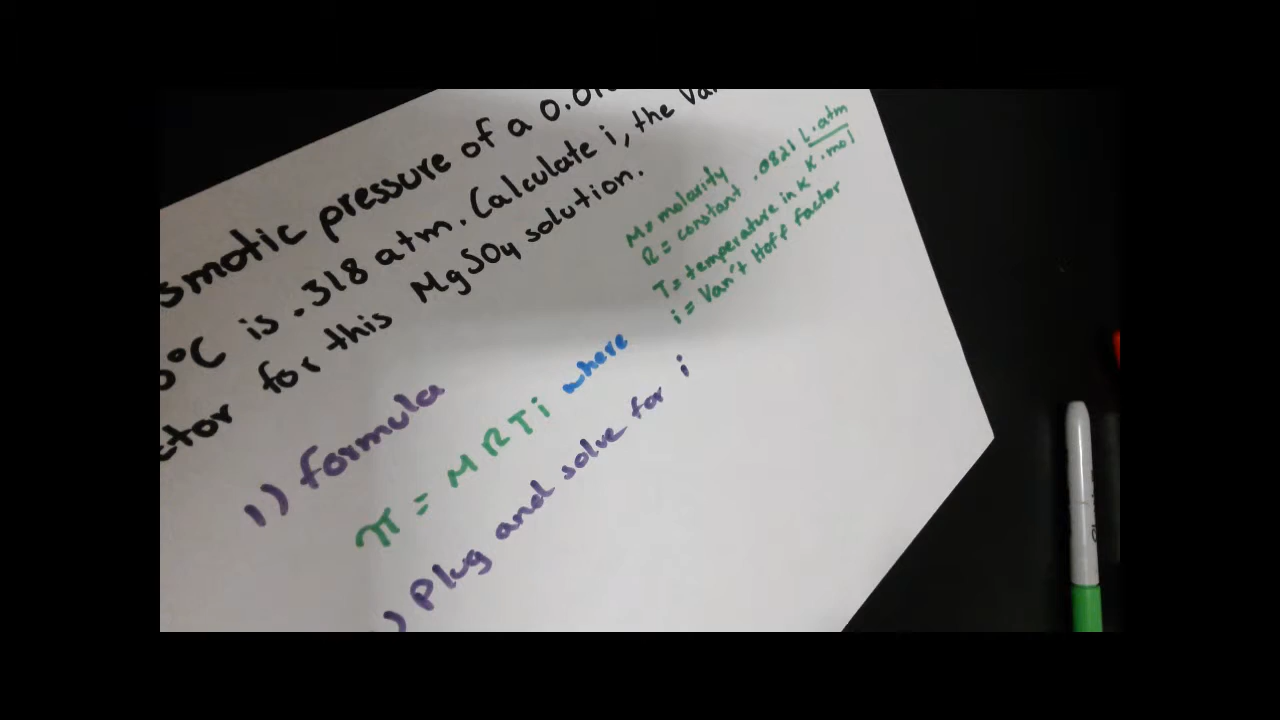 smotic pressure of a 0.01
°C is .318 atm. Calculate i, the Van
ctor for this MgSO4 solution.
1) formula
π = MRTi where
M= molarity
R = constant .0821 L.atm
K.mol
T= temperature in K
i = Van't Hoff factor
) Plug and solve for i